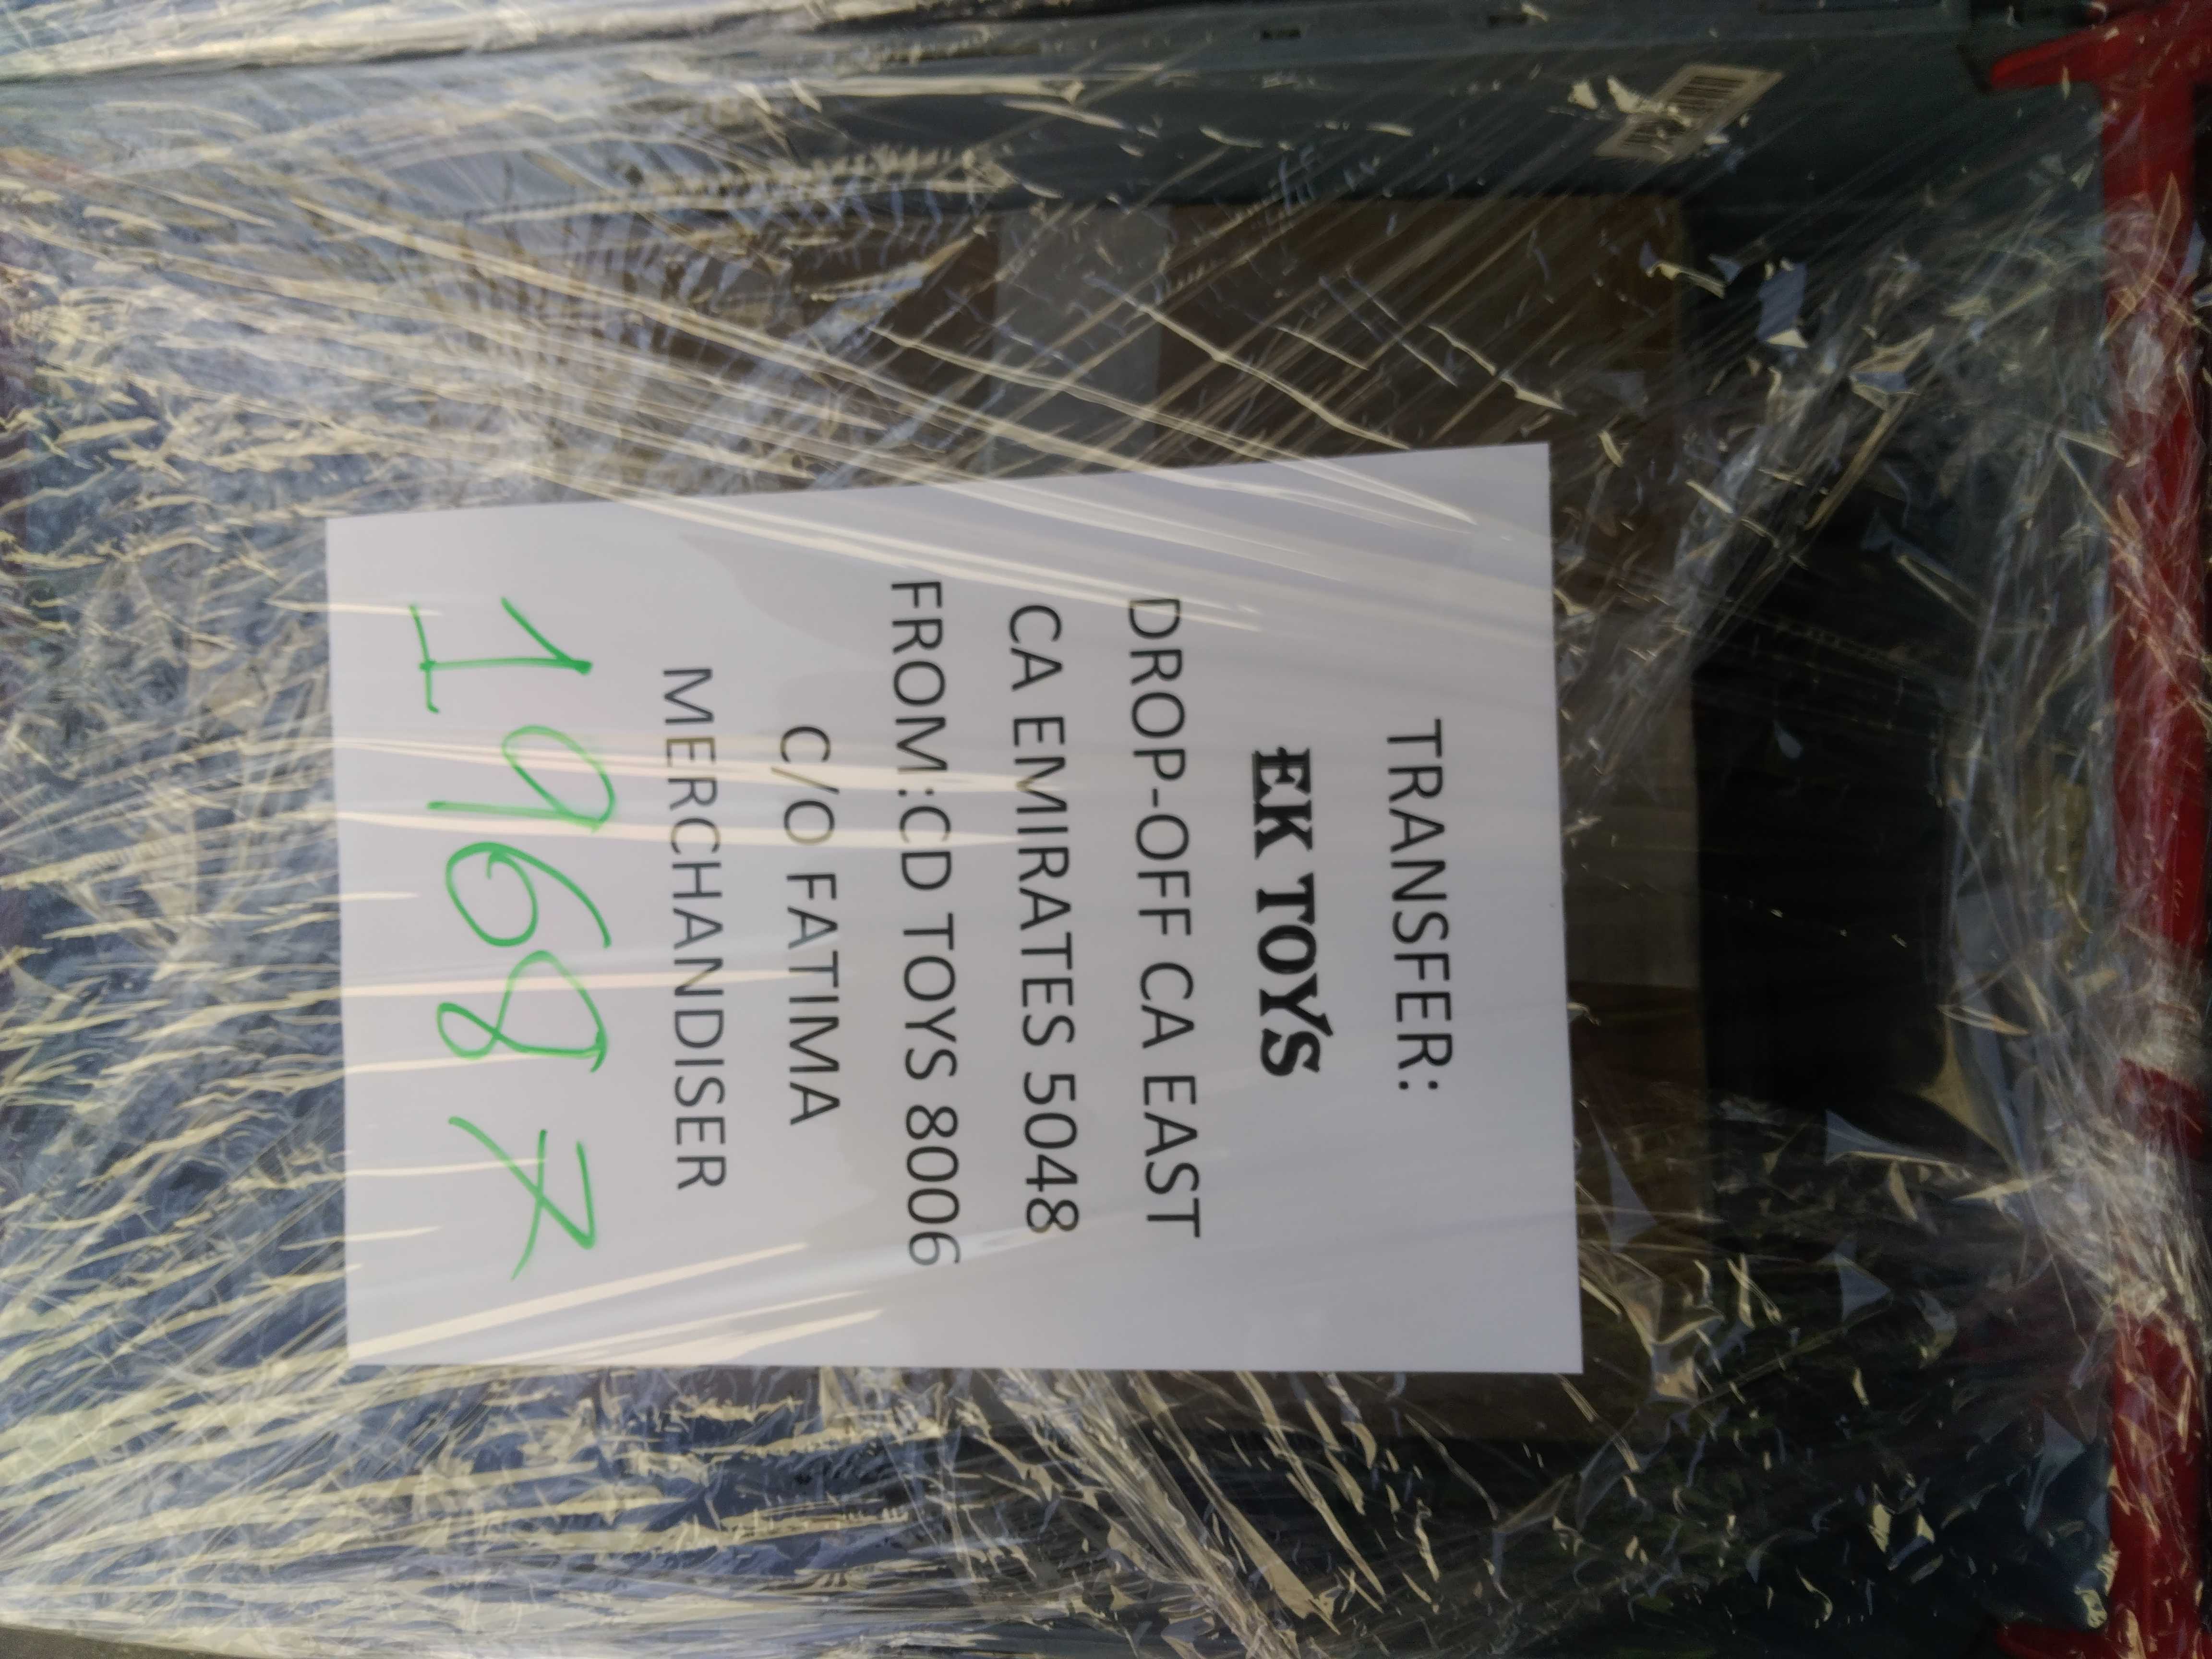 TRANSFER:
EK TOYS
DROP-OFF CA EAST
CA EMIRATES 5048
FROM:CD TOYS 8006
C/O FATIMA
MERCHANDISER
19687